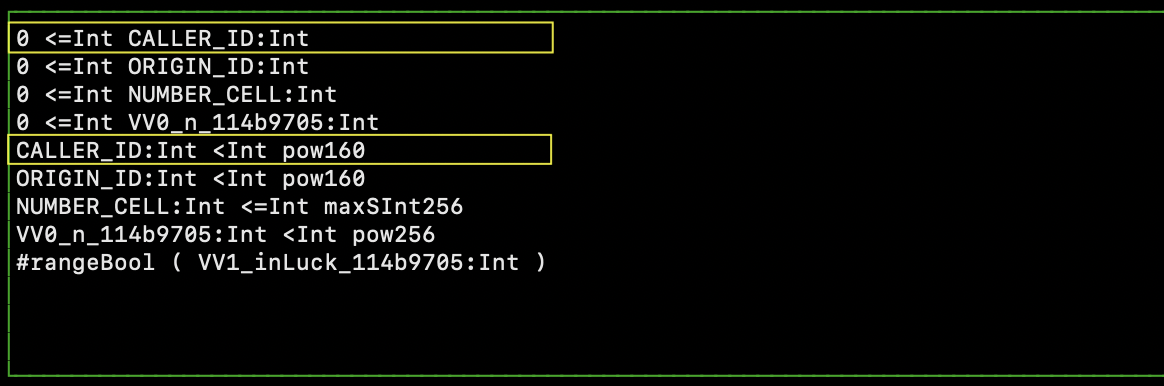 0 <=Int CALLER_ID:Int
0 <=Int ORIGIN_ID:Int
0 <=Int NUMBER_CELL:Int
0 <=Int VV0_n_114b9705:Int
CALLER_ID:Int <Int pow160
ORIGIN_ID:Int <Int pow160
NUMBER_CELL:Int <=Int maxSInt256
VV0_n_114b9705:Int <Int pow256
#rangeBool ( VV1_inLuck_114b9705:Int )